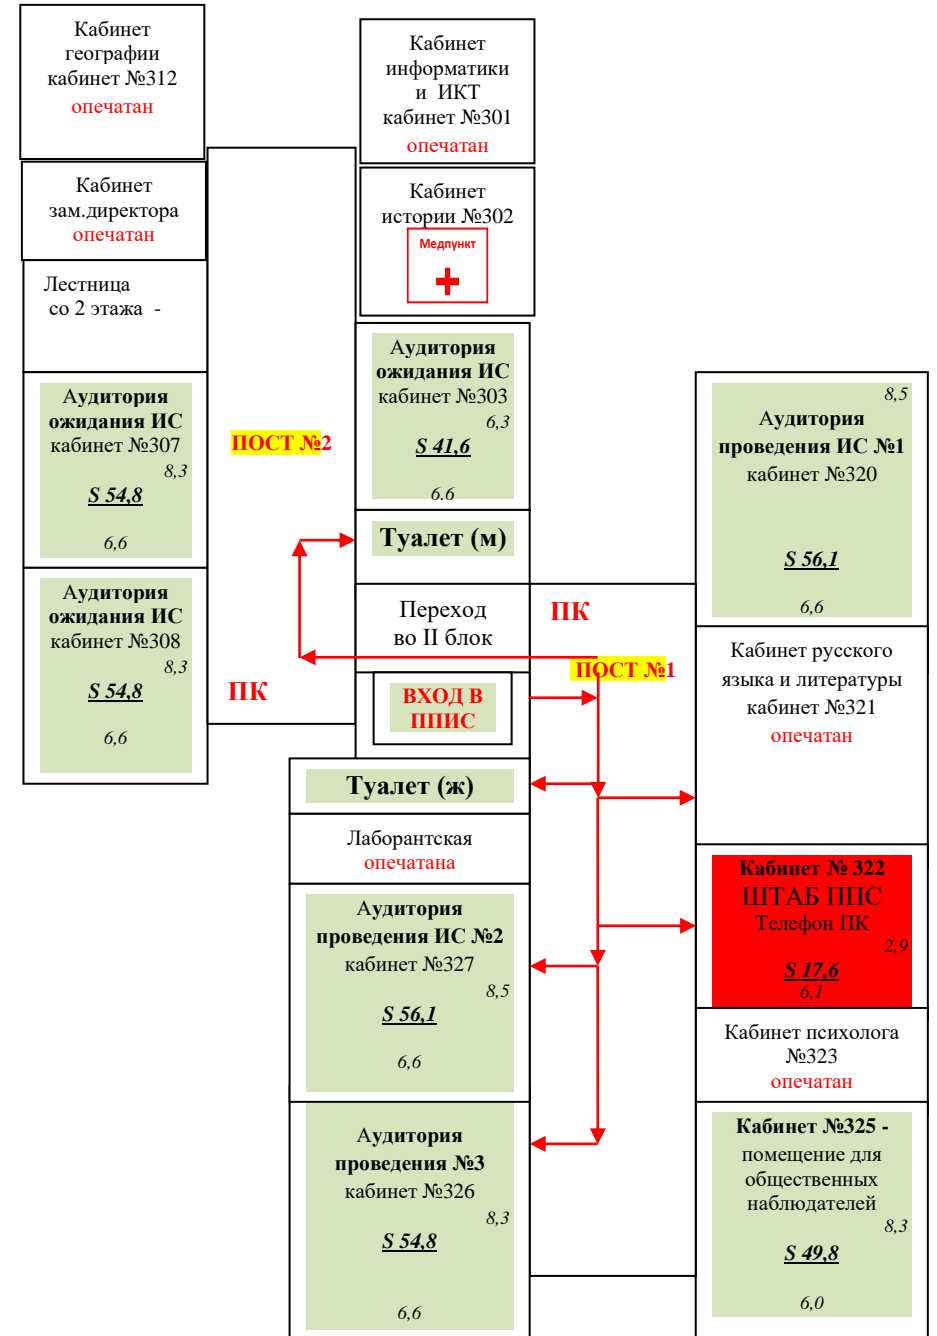 Кабинет
географии
кабинет №312
опечатан
Кабинет
зам.директора
опечатан
Лестница
со 2 этажа -
Аудитория
ожидания ИС
кабинет №307
8,3
S 54,8
6,6
Аудитория
ожидания ИС
кабинет №308
8,3
S 54,8
6,6
ПОСТ №2
ПК
Кабинет
информатики
и ИКТ
кабинет №301
опечатан
Кабинет
истории №302
Медпункт
Аудитория
ожидания ИС
кабинет №303
6,3
S 41,6
6,6
Туалет (м)
Переход
во II блок
ВХОД В
ППИС
Туалет (ж)
Лаборантская
опечатана
Аудитория
проведения ИС №2
кабинет №327
8,5
S 56,1
6,6
Аудитория
проведения №3
кабинет №326
8,3
S 54,8
6,6
ПК
ПОСТ №1
8,5
Аудитория
проведения ИС №1
кабинет №320
S 56,1
6,6
Кабинет русского
языка и литературы
кабинет №321
опечатан
Кабинет № 322
ШТАБ ППС
Телефон ПК
2,9
S 17,6
6,1
Кабинет психолога
№323
опечатан
Кабинет №325 -
помещение для
общественных
наблюдателей
8,3
S 49,8
6,0